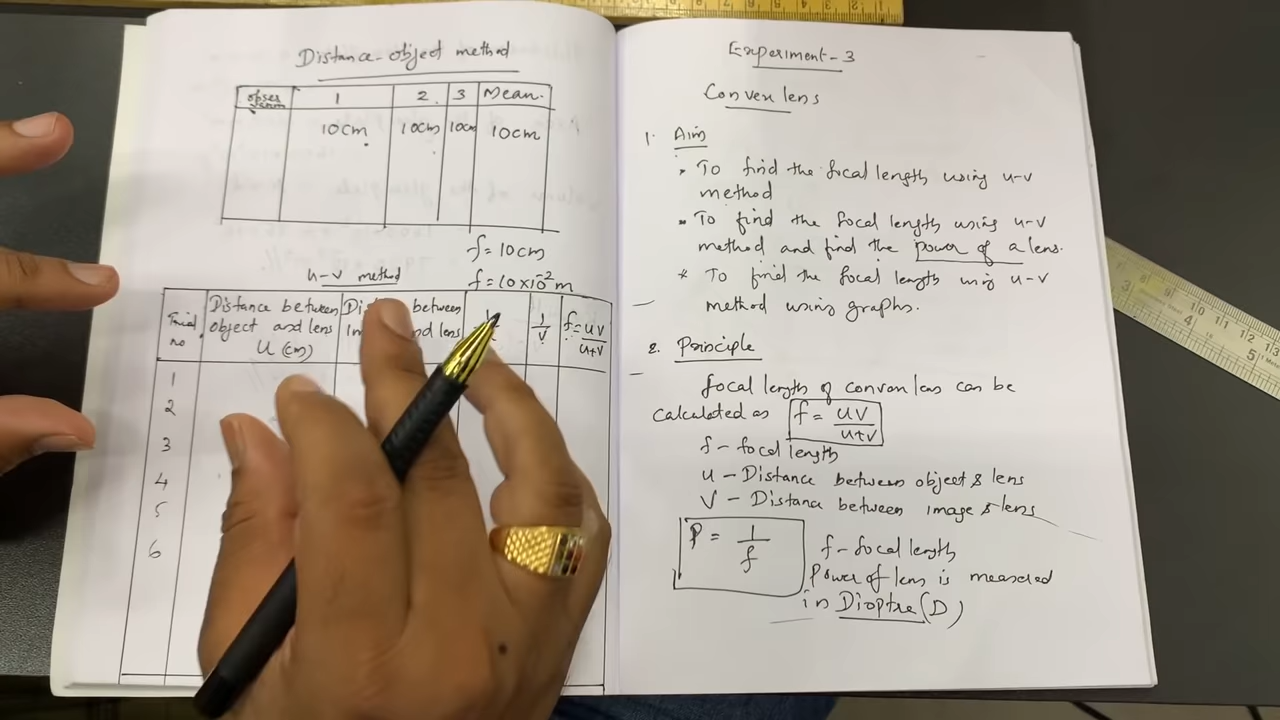 Distance-object method
obser
vation 1 2. 3 Mean.
10cm 10cm 10cm 10cm
f = 10cm
f = 10×10⁻² m
u-v method
Trial no
Distance between object and lens U (cm)
between
nd lens
1/v
f = uv/u+v
1
2
3
4
5
6
Experiment-3
Convex lens
1. Aim
• To find the focal length using u-v
method
• To find the focal length using u-v
method and find the power of a lens.
* To find the focal length using u-v
method using graphs.
2. Principle
focal length of convex lens can be
calculated as f = uv/u+v
f - focal length
u - Distance between object & lens
V - Distance between image & lens
P = 1/f
f - focal length
Power of lens is measured
in Dioptre (D)